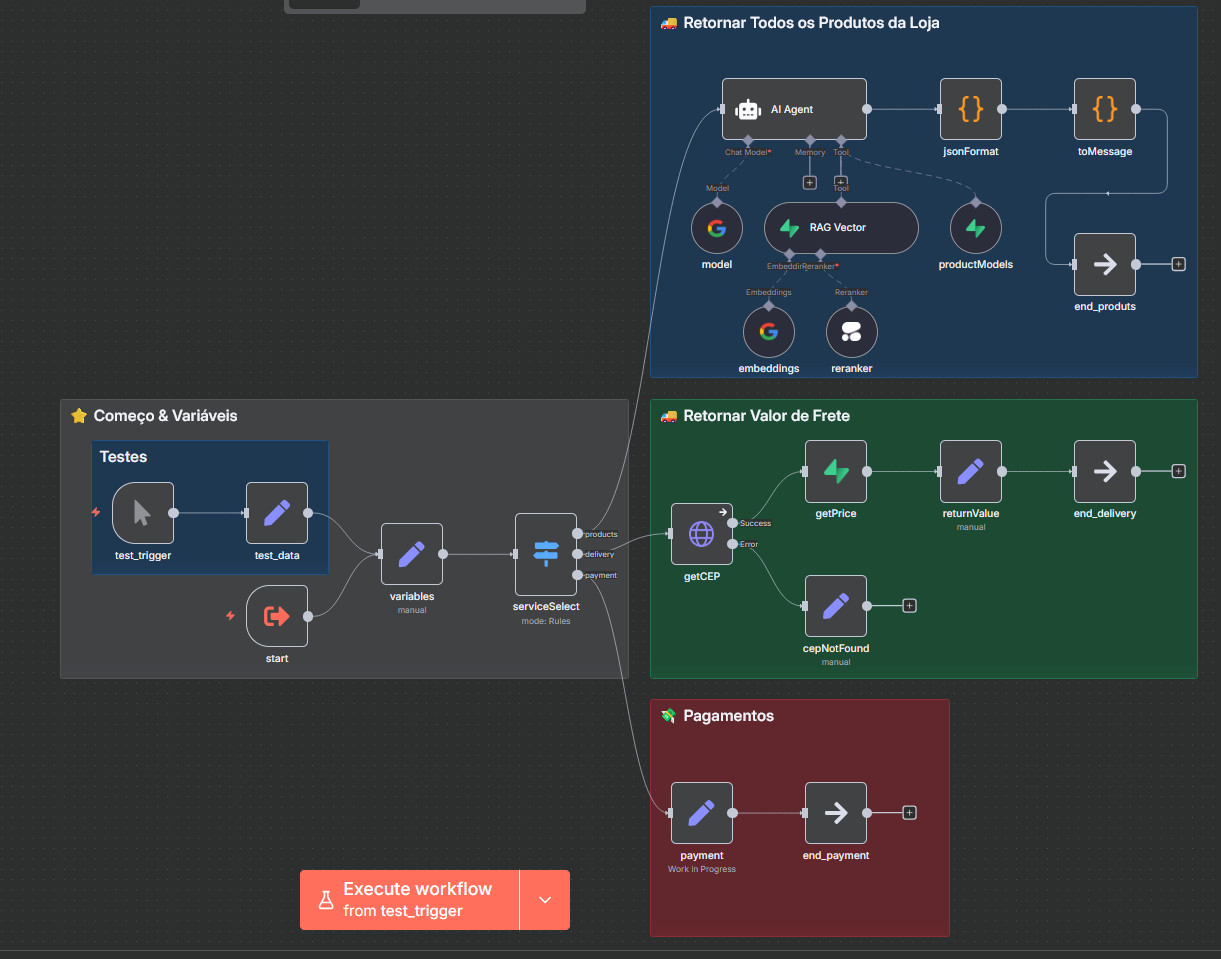 Retornar Todos os Produtos da Loja
AI Agent
Chat Model*
Memory
Tool
jsonFormat
toMessage
Model
Tool
model
RAG Vector
Embeddin
Reranker*
productModels
end_produts
Embeddings
Reranker
embeddings
reranker
Começo & Variáveis
Testes
test_trigger
test_data
start
variables
manual
serviceSelect
mode: Rules
products
delivery
payment
Retornar Valor de Frete
getCEP
Success
Error
getPrice
returnValue
manual
end_delivery
cepNotFound
manual
Pagamentos
payment
Work in Progress
end_payment
Execute workflow
from test_trigger